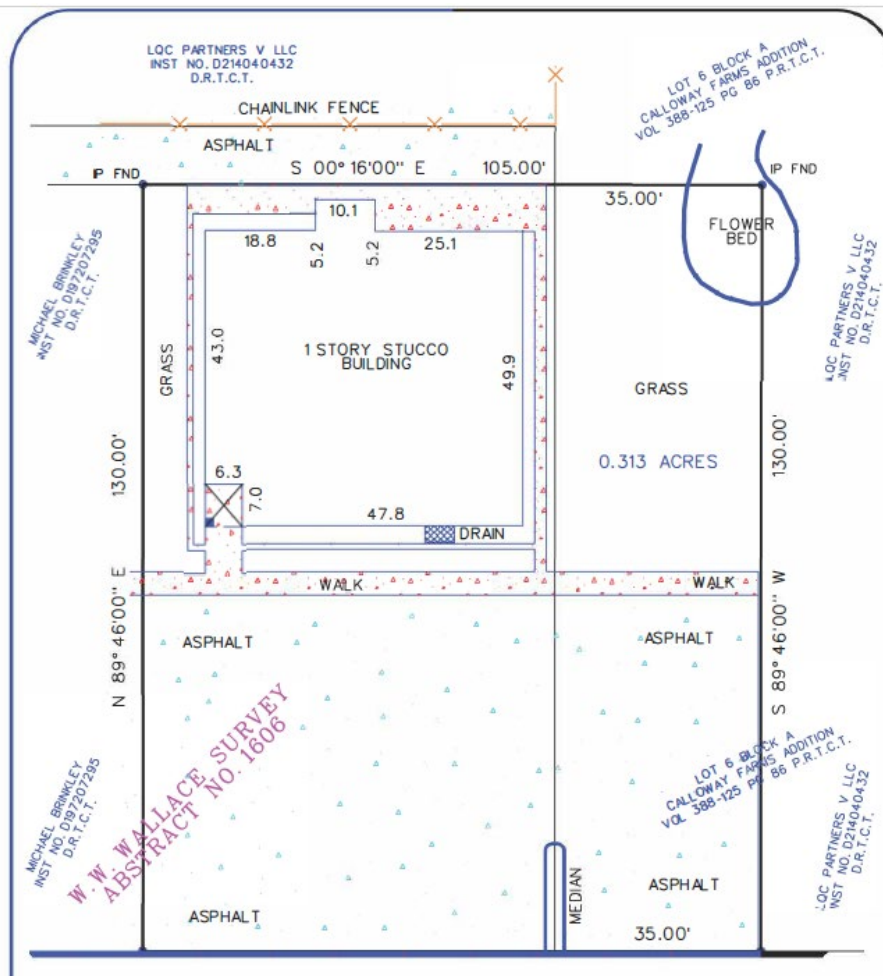 LQC PARTNERS V LLC
INST NO. D214040432
D.R.T.C.T.
LOT 6 BLOCK A
CALLOWAY FARMS ADDITION
VOL 388-125 PG 86 P.R.T.C.T.
CHAINLINK FENCE
ASPHALT
IP FND
S 00° 16'00" E
105.00'
IP FND
35.00'
10.1
FLOWER
BED
18.8
5.2
5.2
25.1
MICHAEL BRINKLEY
INST NO. D197207295
D.R.T.C.T.
LQC PARTNERS V LLC
INST NO. D214040432
D.R.T.C.T.
GRASS
43.0
1 STORY STUCCO
BUILDING
49.9
GRASS
130.00'
0.313 ACRES
130.00'
6.3
7.0
47.8
DRAIN
N 89° 46'00" E
WALK
WALK
S 89° 46'00" W
ASPHALT
ASPHALT
W.W. WALLACE SURVEY
ABSTRACT NO. 1606
LOT 6 BLOCK A
CALLOWAY FARMS ADDITION
VOL 388-125 PG 86 P.R.T.C.T.
MICHAEL BRINKLEY
INST NO. D197207295
D.R.T.C.T.
LQC PARTNERS V LLC
INST NO. D214040432
D.R.T.C.T.
MEDIAN
ASPHALT
ASPHALT
35.00'